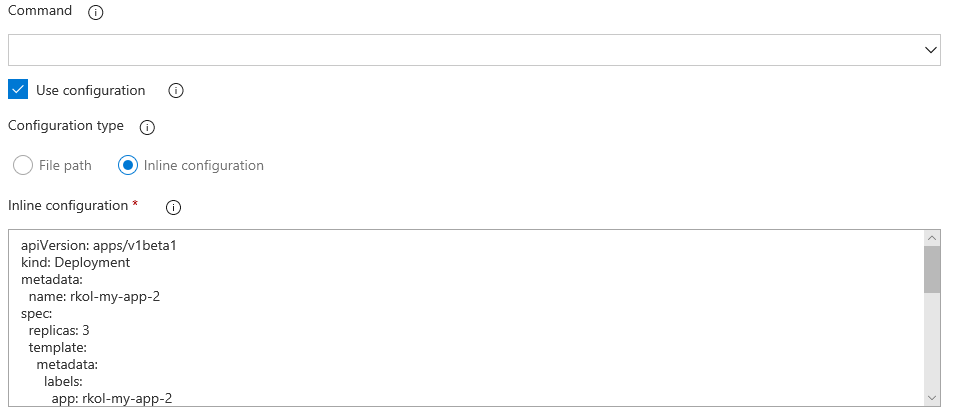 Command
Use configuration
Configuration type
File path Inline configuration
Inline configuration *
apiVersion: apps/v1beta1
kind: Deployment
metadata:
  name: rkol-my-app-2
spec:
  replicas: 3
  template:
    metadata:
      labels:
        app: rkol-my-app-2